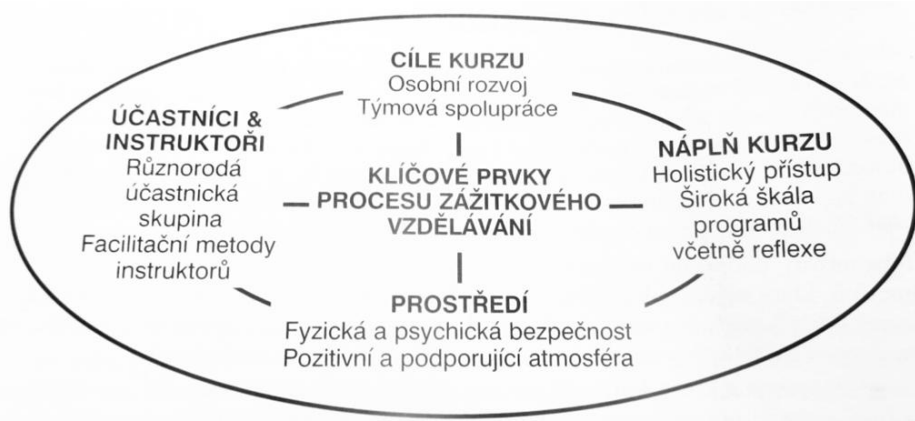 CÍLE KURZU
Osobní rozvoj
Týmová spolupráce
ÚČASTNÍCI &
INSTRUKTOŘI
Různorodá
účastnická
skupina
Facilitační metody
instruktorů
KLÍČOVÉ PRVKY
PROCESU ZÁŽITKOVÉHO
VZDĚLÁVÁNÍ
NÁPLŇ KURZU
Holistický přístup
Široká škála
programů
včetně reflexe
PROSTŘEDÍ
Fyzická a psychická bezpečnost
Pozitivní a podporující atmosféra